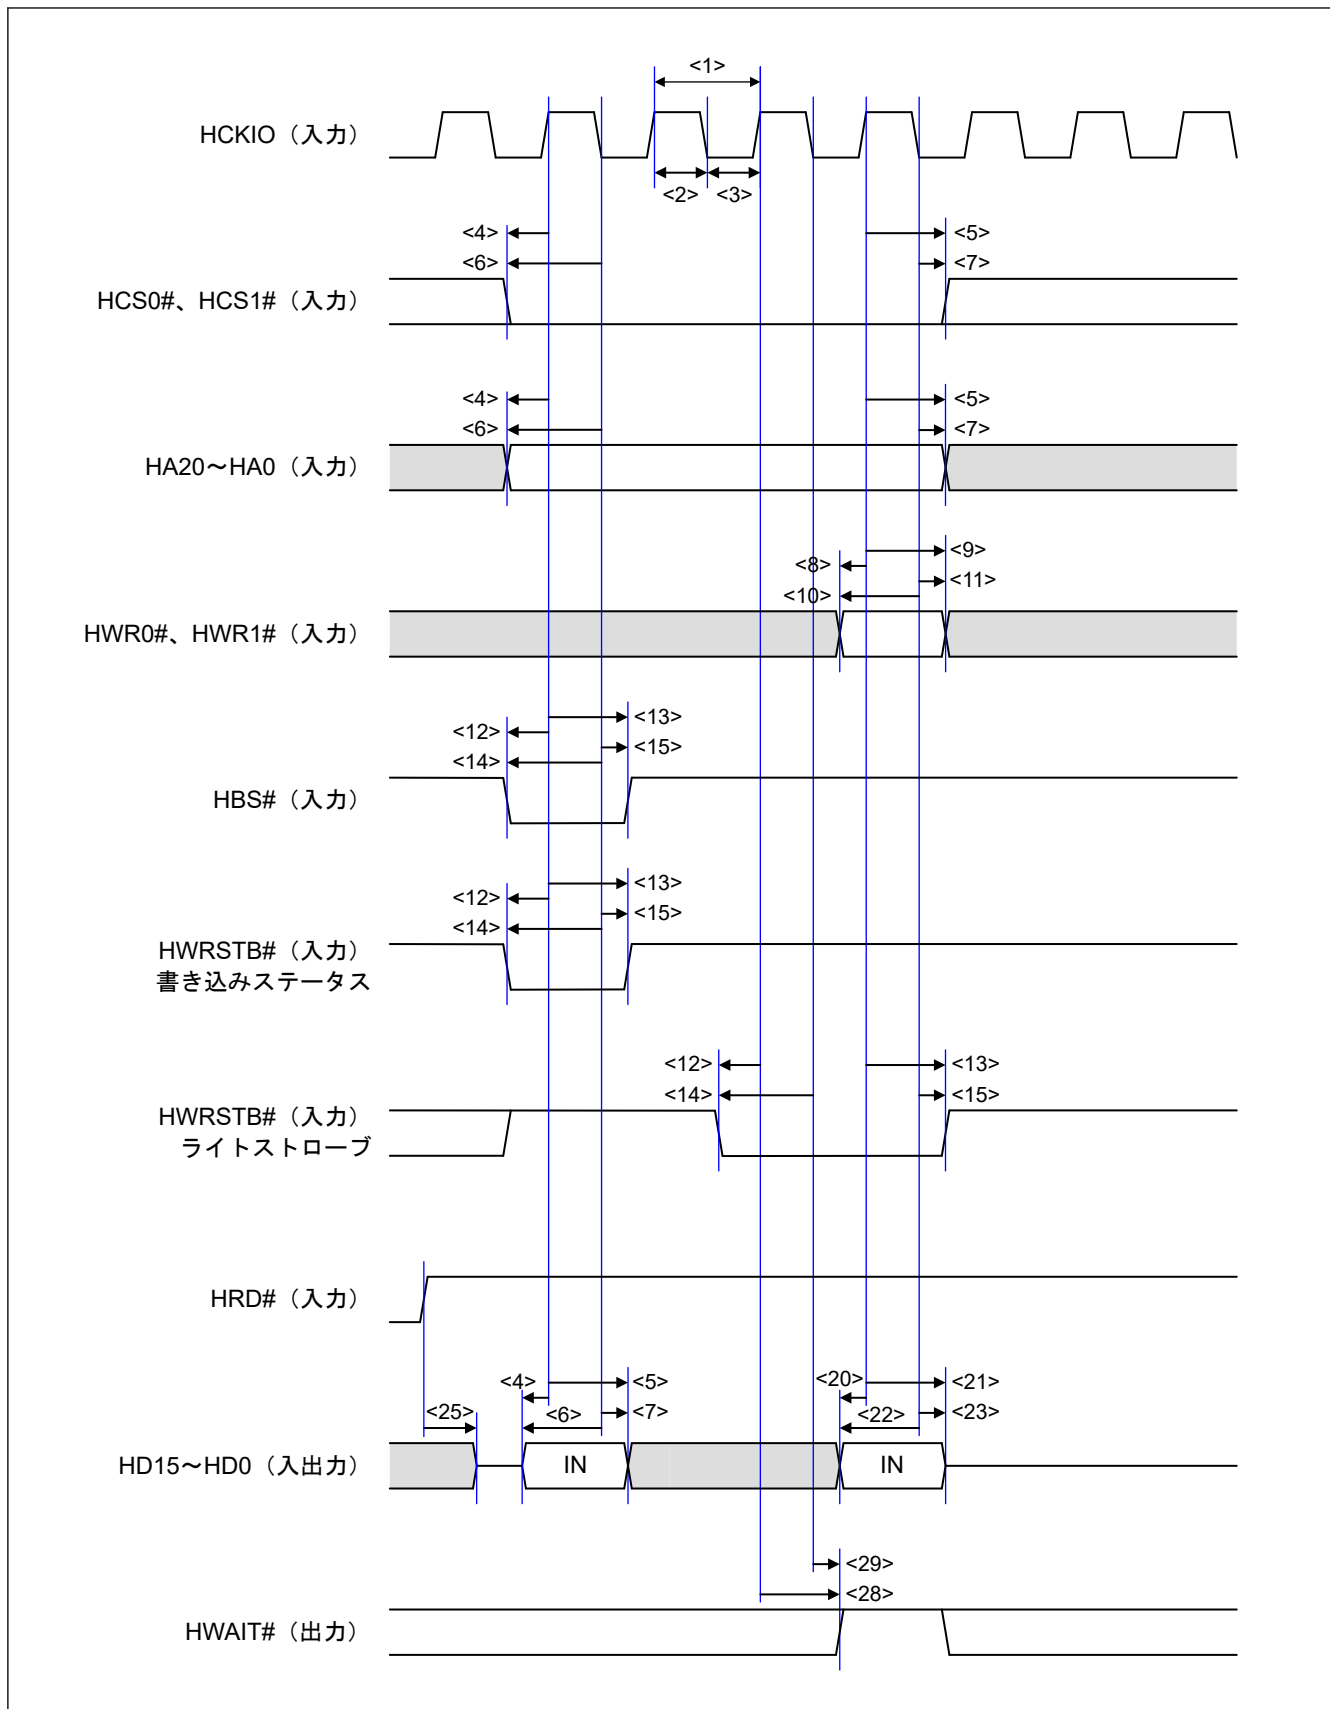 <1>
HCKIO（入力）
<2> <3>
<4> <5>
<6> <7>
HCS0#、HCS1#（入力）
<4> <5>
<6> <7>
HA20～HA0（入力）
<9>
<8>
<11>
<10>
HWR0#、HWR1#（入力）
<13>
<12>
<15>
<14>
HBS#（入力）
<13>
<12>
<15>
<14>
HWRSTB#（入力）
書き込みステータス
<12> <13>
<14> <15>
HWRSTB#（入力）
ライトストローブ
HRD#（入力）
<4> <5> <20> <21>
<25> <6> <7> <22> <23>
HD15～HD0（入出力） IN IN
<29>
<28>
HWAIT#（出力）